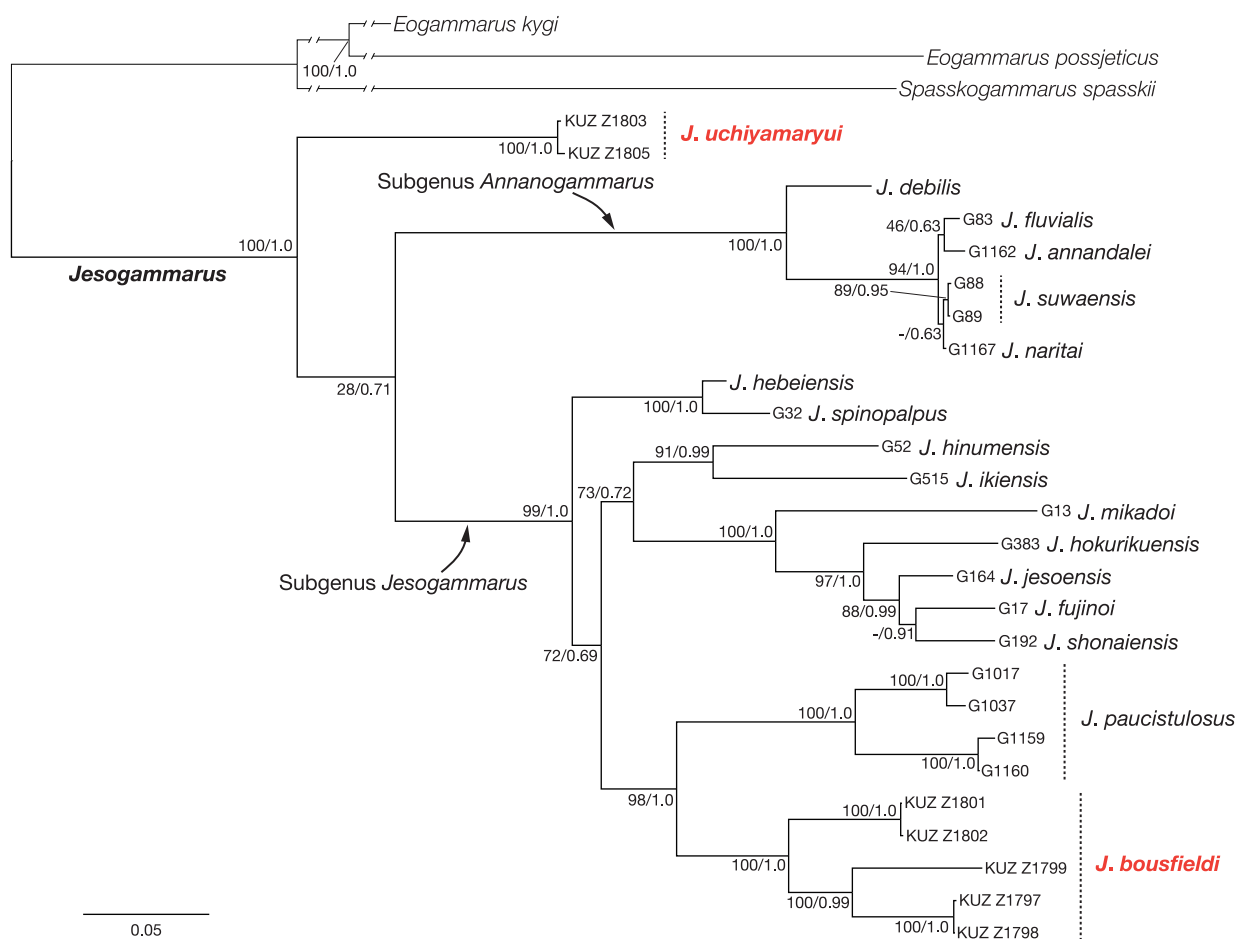 Eogammarus kygi
100/1.0
Eogammarus possjeticus
Spasskogammarus spasskii
KUZ Z1803
100/1.0
KUZ Z1805
J. uchiyamaryui
Subgenus Annanogammarus
J. debilis
100/1.0
Jesogammarus
100/1.0
46/0.63
G83 J. fluvialis
G1162 J. annandalei
94/1.0
89/0.95
G88
G89
J. suwaensis
-/0.63
G1167 J. naritai
28/0.71
J. hebeiensis
100/1.0
G32 J. spinopalpus
91/0.99
G52 J. hinumensis
G515 J. ikiensis
73/0.72
99/1.0
100/1.0
G13 J. mikadoi
G383 J. hokurikuensis
Subgenus Jesogammarus
97/1.0
G164 J. jesoensis
88/0.99
G17 J. fujinoi
-/0.91
G192 J. shonaiensis
72/0.69
100/1.0
G1017
G1037
100/1.0
J. paucistulosus
G1159
100/1.0
G1160
98/1.0
100/1.0
KUZ Z1801
KUZ Z1802
100/1.0
J. bousfieldi
KUZ Z1799
100/0.99
KUZ Z1797
100/1.0
KUZ Z1798
0.05